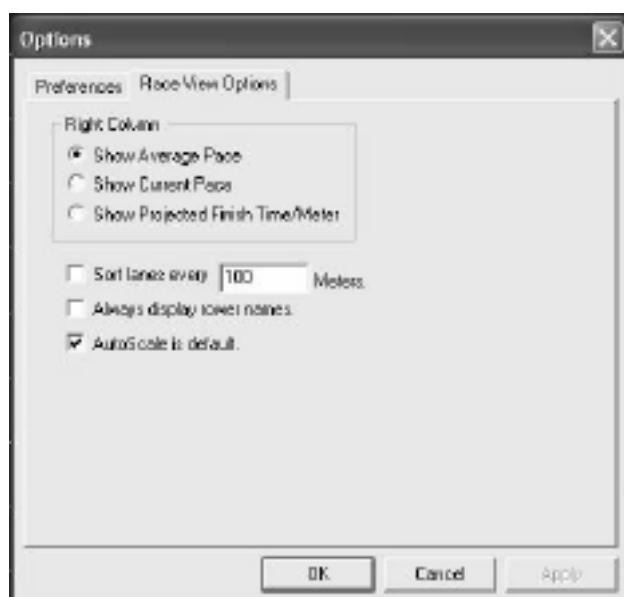 Options
Preferences Race View Options
Right Column
Show Average Pace
Show Current Pace
Show Projected Finish Time/Meter
Sort lanes every 100 Meters.
Always display rower names.
AutoScale is default.
OK Cancel Apply